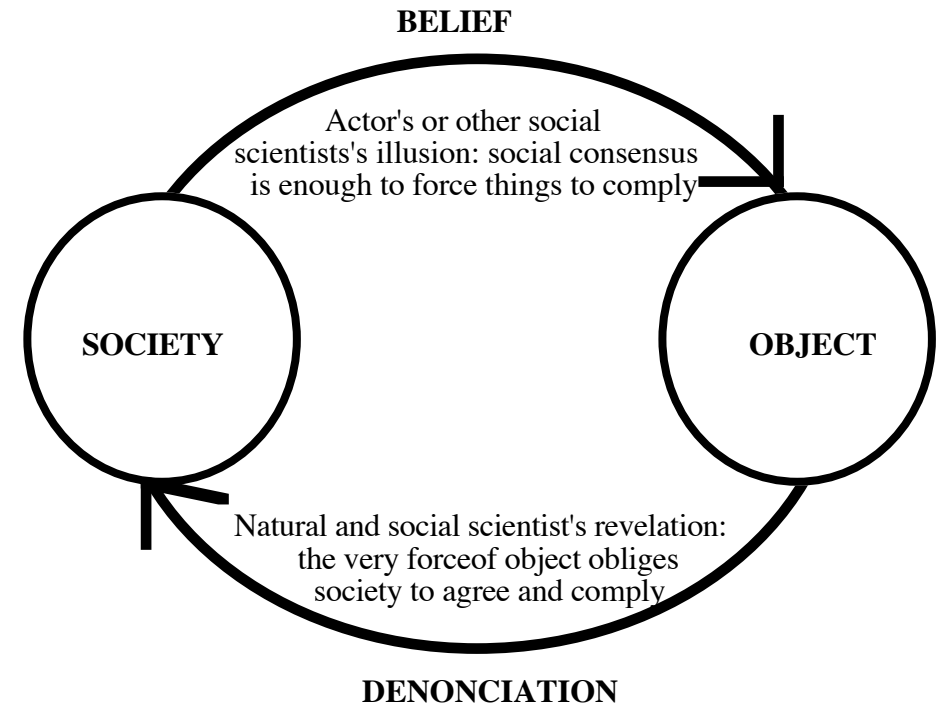 BELIEF
Actor's or other social
scientists's illusion: social consensus
is enough to force things to comply
SOCIETY
OBJECT
Natural and social scientist's revelation:
the very forceof object obliges
society to agree and comply
DENONCIATION